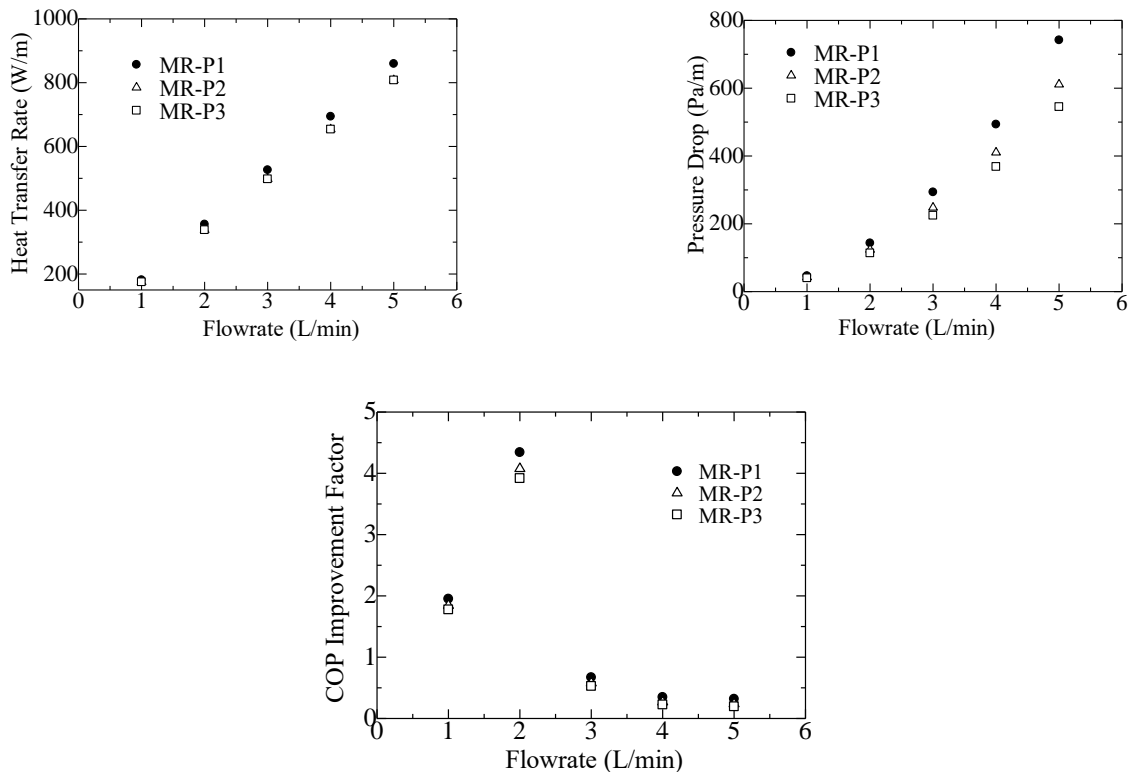 1000
800
600
400
200
0
1
2
3
4
5
6
Heat Transfer Rate (W/m)
Flowrate (L/min)
MR-P1
MR-P2
MR-P3
800
600
400
200
0
0
1
2
3
4
5
6
Pressure Drop (Pa/m)
Flowrate (L/min)
MR-P1
MR-P2
MR-P3
5
4
3
2
1
0
0
1
2
3
4
5
6
COP Improvement Factor
Flowrate (L/min)
MR-P1
MR-P2
MR-P3